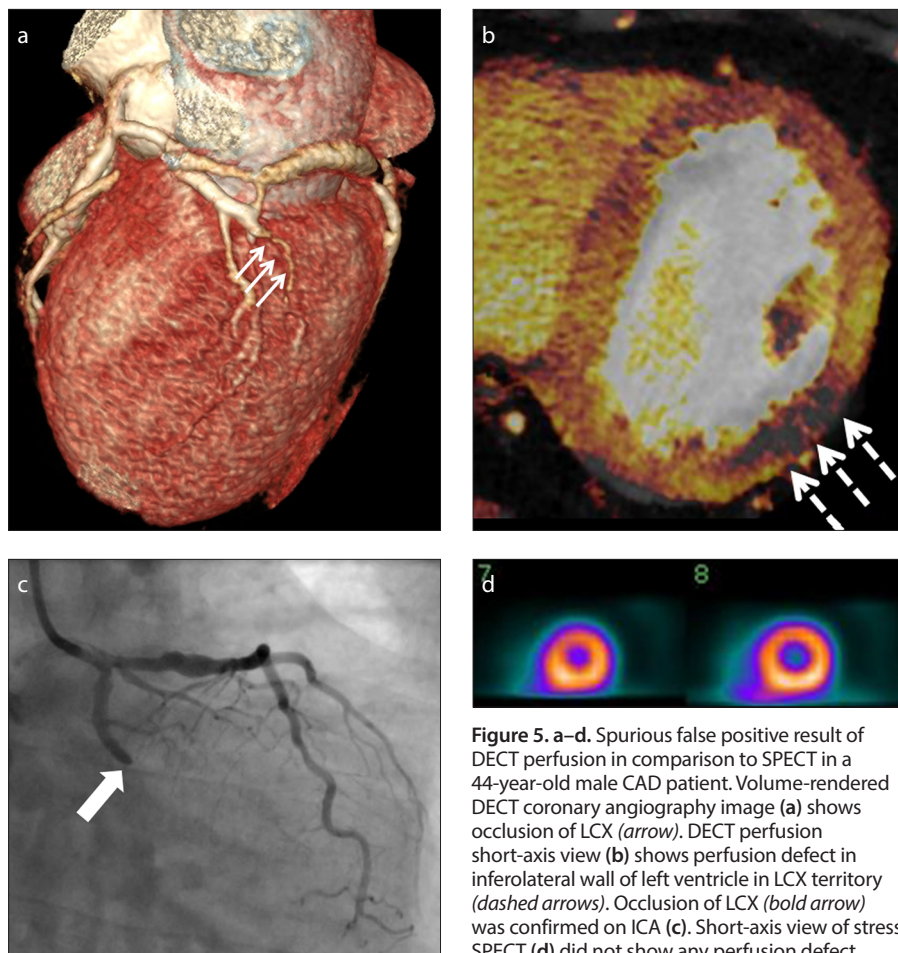 a
b
c
7
8
d
Figure 5. a–d. Spurious false positive result of
DECT perfusion in comparison to SPECT in a
44-year-old male CAD patient. Volume-rendered
DECT coronary angiography image (a) shows
occlusion of LCX (arrow). DECT perfusion
short-axis view (b) shows perfusion defect in
inferolateral wall of left ventricle in LCX territory
(dashed arrows). Occlusion of LCX (bold arrow)
was confirmed on ICA (c). Short-axis view of stress
SPECT (d) did not show any perfusion defect